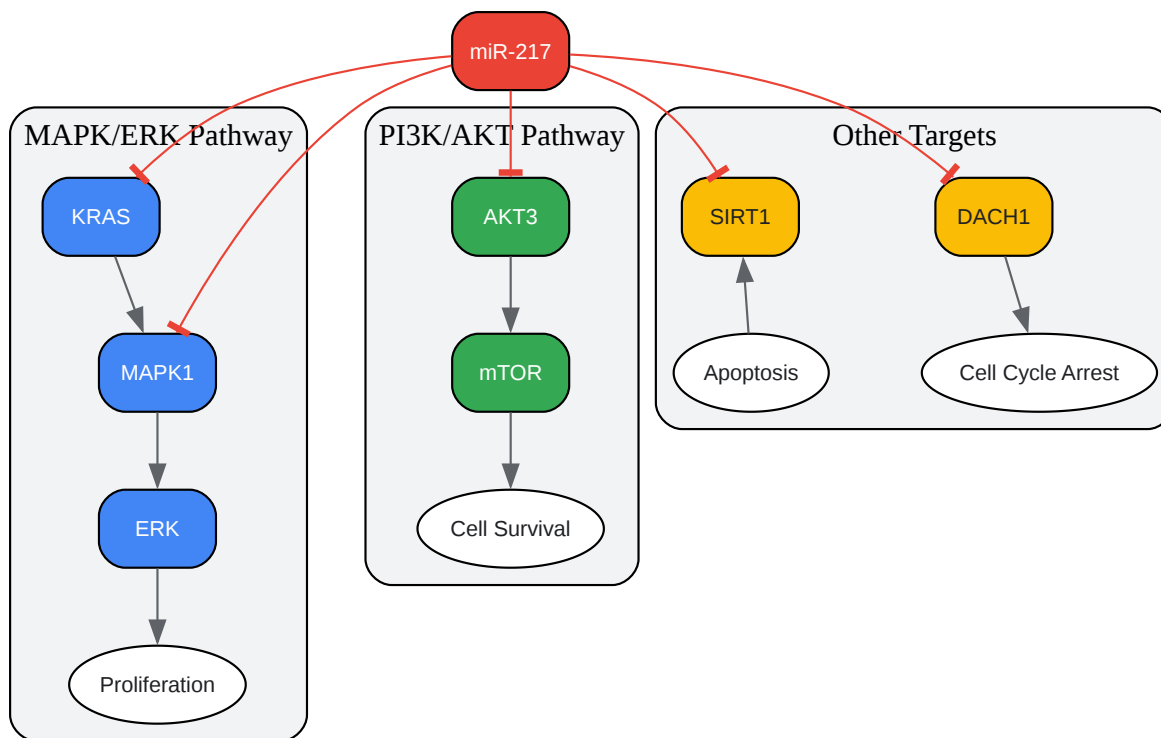 miR-217
MAPK/ERK Pathway
PI3K/AKT Pathway
Other Targets
KRAS
AKT3
SIRT1
DACH1
MAPK1
mTOR
Apoptosis
Cell Cycle Arrest
ERK
Cell Survival
Proliferation